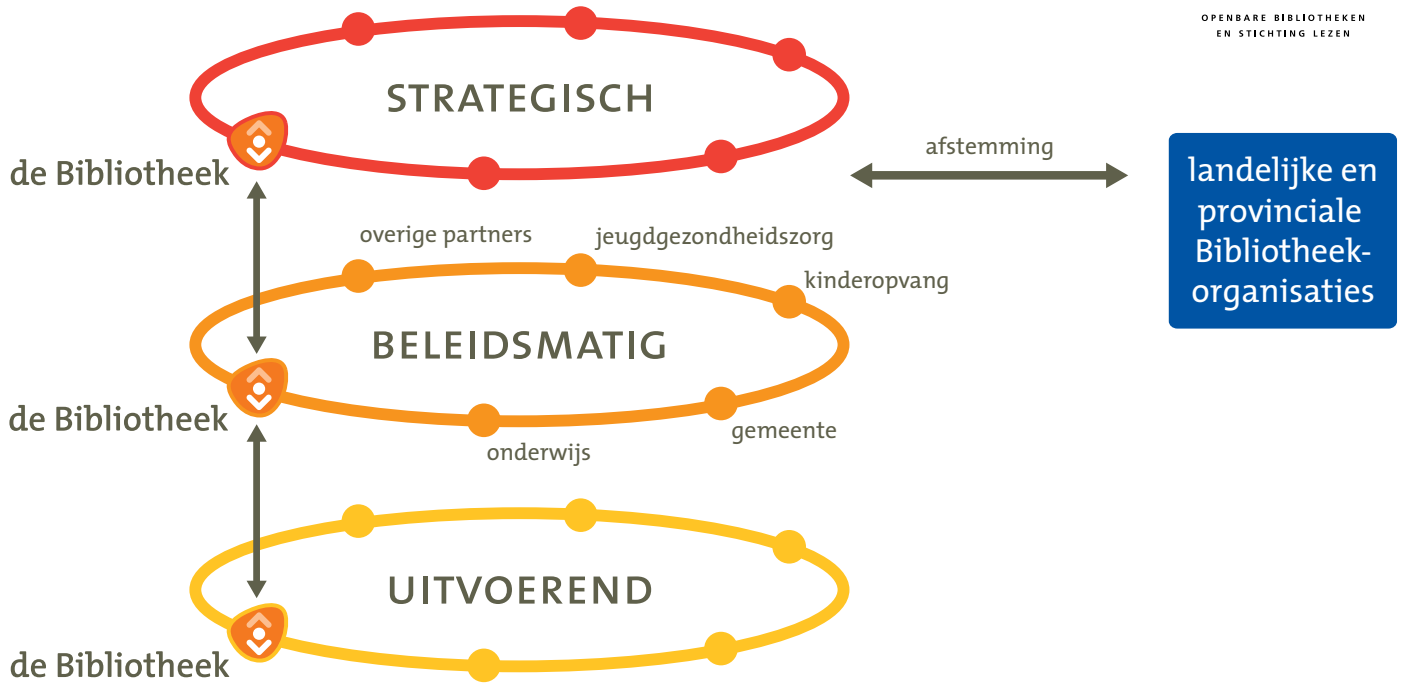 OPENBARE BIBLIOTHEKEN
EN STICHTING LEZEN
STRATEGISCH
de Bibliotheek
afstemming
landelijke en
provinciale
Bibliotheek-
organisaties
overige partners
jeugdgezondheidszorg
kinderopvang
BELEIDSMATIG
de Bibliotheek
gemeente
onderwijs
UITVOEREND
de Bibliotheek